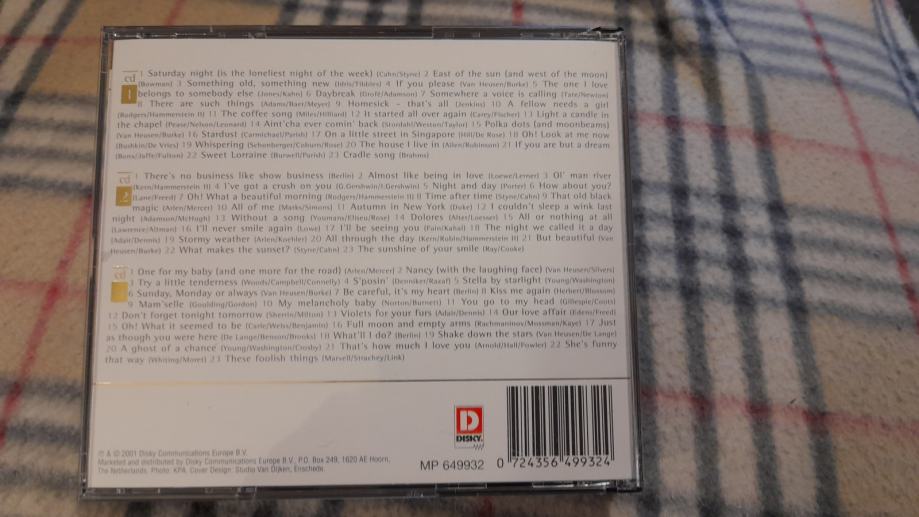 cd 1 1 Saturday night (is the loneliest night of the week) (Cahn/Styne) 2 East of the sun (and west of the moon)
(Bowman) 3 Something old, something new (Idris/Tibbles) 4 If you please (Van Heusen/Burke) 5 The one I love
belongs to somebody else (Jones/Kahn) 6 Daybreak (Grofé/Adamson) 7 Somewhere a voice is calling (Tate/Newton)
8 There are such things (Adams/Baer/Meyer) 9 Homesick - that's all (Jenkins) 10 A fellow needs a girl
(Rodgers/Hammerstein II) 11 The coffee song (Miles/Hilliard) 12 It started all over again (Carey/Fischer) 13 Light a candle in
the chapel (Pease/Nelson/Leonard) 14 Aint'cha ever comin' back (Stordahl/Weston/Taylor) 15 Polka dots (and moonbeams)
(Van Heusen/Burke) 16 Stardust (Carmichael/Parish) 17 On a little street in Singapore (Hill/De Rose) 18 Oh! Look at me now
(Bushkin/De Vries) 19 Whispering (Schonberger/Coburn/Rose) 20 The house I live in (Allen/Robinson) 21 If you are but a dream
(Bons/Jaffe/Fulton) 22 Sweet Lorraine (Burwell/Parish) 23 Cradle song (Brahms)
cd 2 1 There's no business like show business (Berlin) 2 Almost like being in love (Loewe/Lerner) 3 Ol' man river
(Kern/Hammerstein II) 4 I've got a crush on you (G.Gershwin/I.Gershwin) 5 Night and day (Porter) 6 How about you?
(Lane/Freed) 7 Oh! What a beautiful morning (Rodgers/Hammerstein II) 8 Time after time (Styne/Cahn) 9 That old black
magic (Arlen/Mercer) 10 All of me (Marks/Simons) 11 Autumn in New York (Duke) 12 I couldn't sleep a wink last
night (Adamson/McHugh) 13 Without a song (Youmans/Eliscu/Rose) 14 Dolores (Alter/Loesser) 15 All or nothing at all
(Lawrence/Altman) 16 I'll never smile again (Lowe) 17 I'll be seeing you (Fain/Kahal) 18 The night we called it a day
(Adair/Dennis) 19 Stormy weather (Arlen/Koehler) 20 All through the day (Kern/Robin/Hammerstein II) 21 But beautiful (Van
Heusen/Burke) 22 What makes the sunset? (Styne/Cahn) 23 The sunshine of your smile (Ray/Cooke)
cd 1 One for my baby (and one more for the road) (Arlen/Mercer) 2 Nancy (with the laughing face) (Van Heusen/Silvers)
3 Try a little tenderness (Woods/Campbell/Connelly) 4 S'posin' (Denniker/Razaf) 5 Stella by starlight (Young/Washington)
6 Sunday, Monday or always (Van Heusen/Burke) 7 Be careful, it's my heart (Berlin) 8 Kiss me again (Herbert/Blossom)
9 Mam'selle (Goulding/Gordon) 10 My melancholy baby (Norton/Burnett) 11 You go to my head (Gillespie/Coots)
12 Don't forget tonight tomorrow (Sherrin/Milton) 13 Violets for your furs (Adair/Dennis) 14 Our love affair (Edens/Freed)
15 Oh! What it seemed to be (Carle/Weiss/Benjamin) 16 Full moon and empty arms (Rachmaninov/Mossman/Kaye) 17 Just
as though you were here (De Lange/Benson/Brooks) 18 What'll I do? (Berlin) 19 Shake down the stars (Van Heusen/De Lange)
20 A ghost of a chance (Young/Washington/Crosby) 21 That's how much I love you (Arnold/Hall/Fowler) 22 She's funny
that way (Whiting/Moret) 23 These foolish things (Marvell/Strachey/Link)
℗ & © 2001 Disky Communications Europe B.V.
Marketed and distributed by Disky Communications Europe B.V., P.O. Box 249, 1620 AE Hoorn,
The Netherlands. Photo: KPA. Cover Design: Studio Van Dijken, Enschede.
DISKY.
MP 649932
0 724356 499324